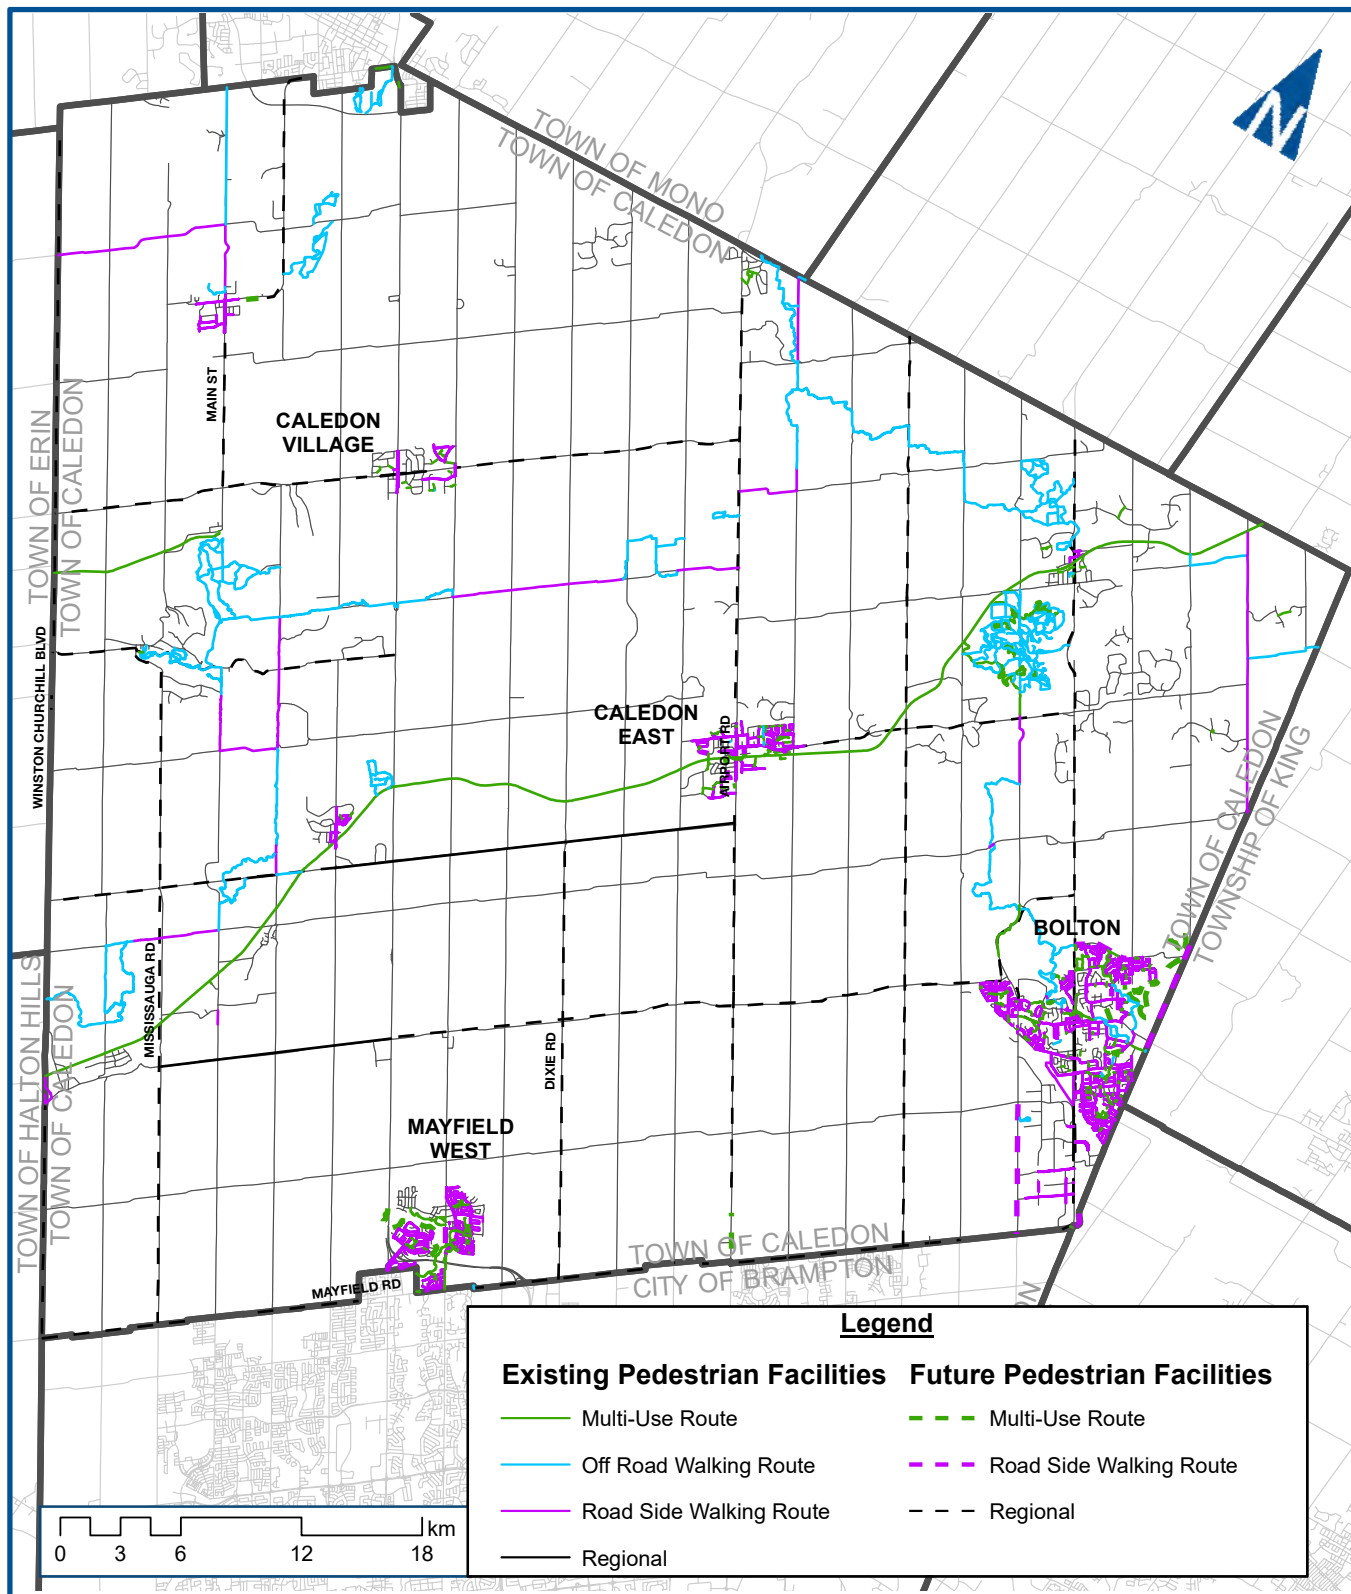 N
TOWN OF MONO
TOWN OF CALEDON
MAIN ST
CALEDON
VILLAGE
TOWN OF ERIN
TOWN OF CALEDON
WINSTON CHURCHILL BLVD
CALEDON
EAST
AIRPORT RD
TOWN OF CALEDON
TOWNSHIP OF KING
BOLTON
MISSISSAUGA RD
TOWN OF HALTON HILLS
TOWN OF CALEDON
DIXIE RD
MAYFIELD
WEST
TOWN OF CALEDON
CITY OF BRAMPTON
MAYFIELD RD
ON
Legend
Existing Pedestrian Facilities
Multi-Use Route
Off Road Walking Route
Road Side Walking Route
Regional
Future Pedestrian Facilities
Multi-Use Route
Road Side Walking Route
Regional
km
0 3 6 12 18